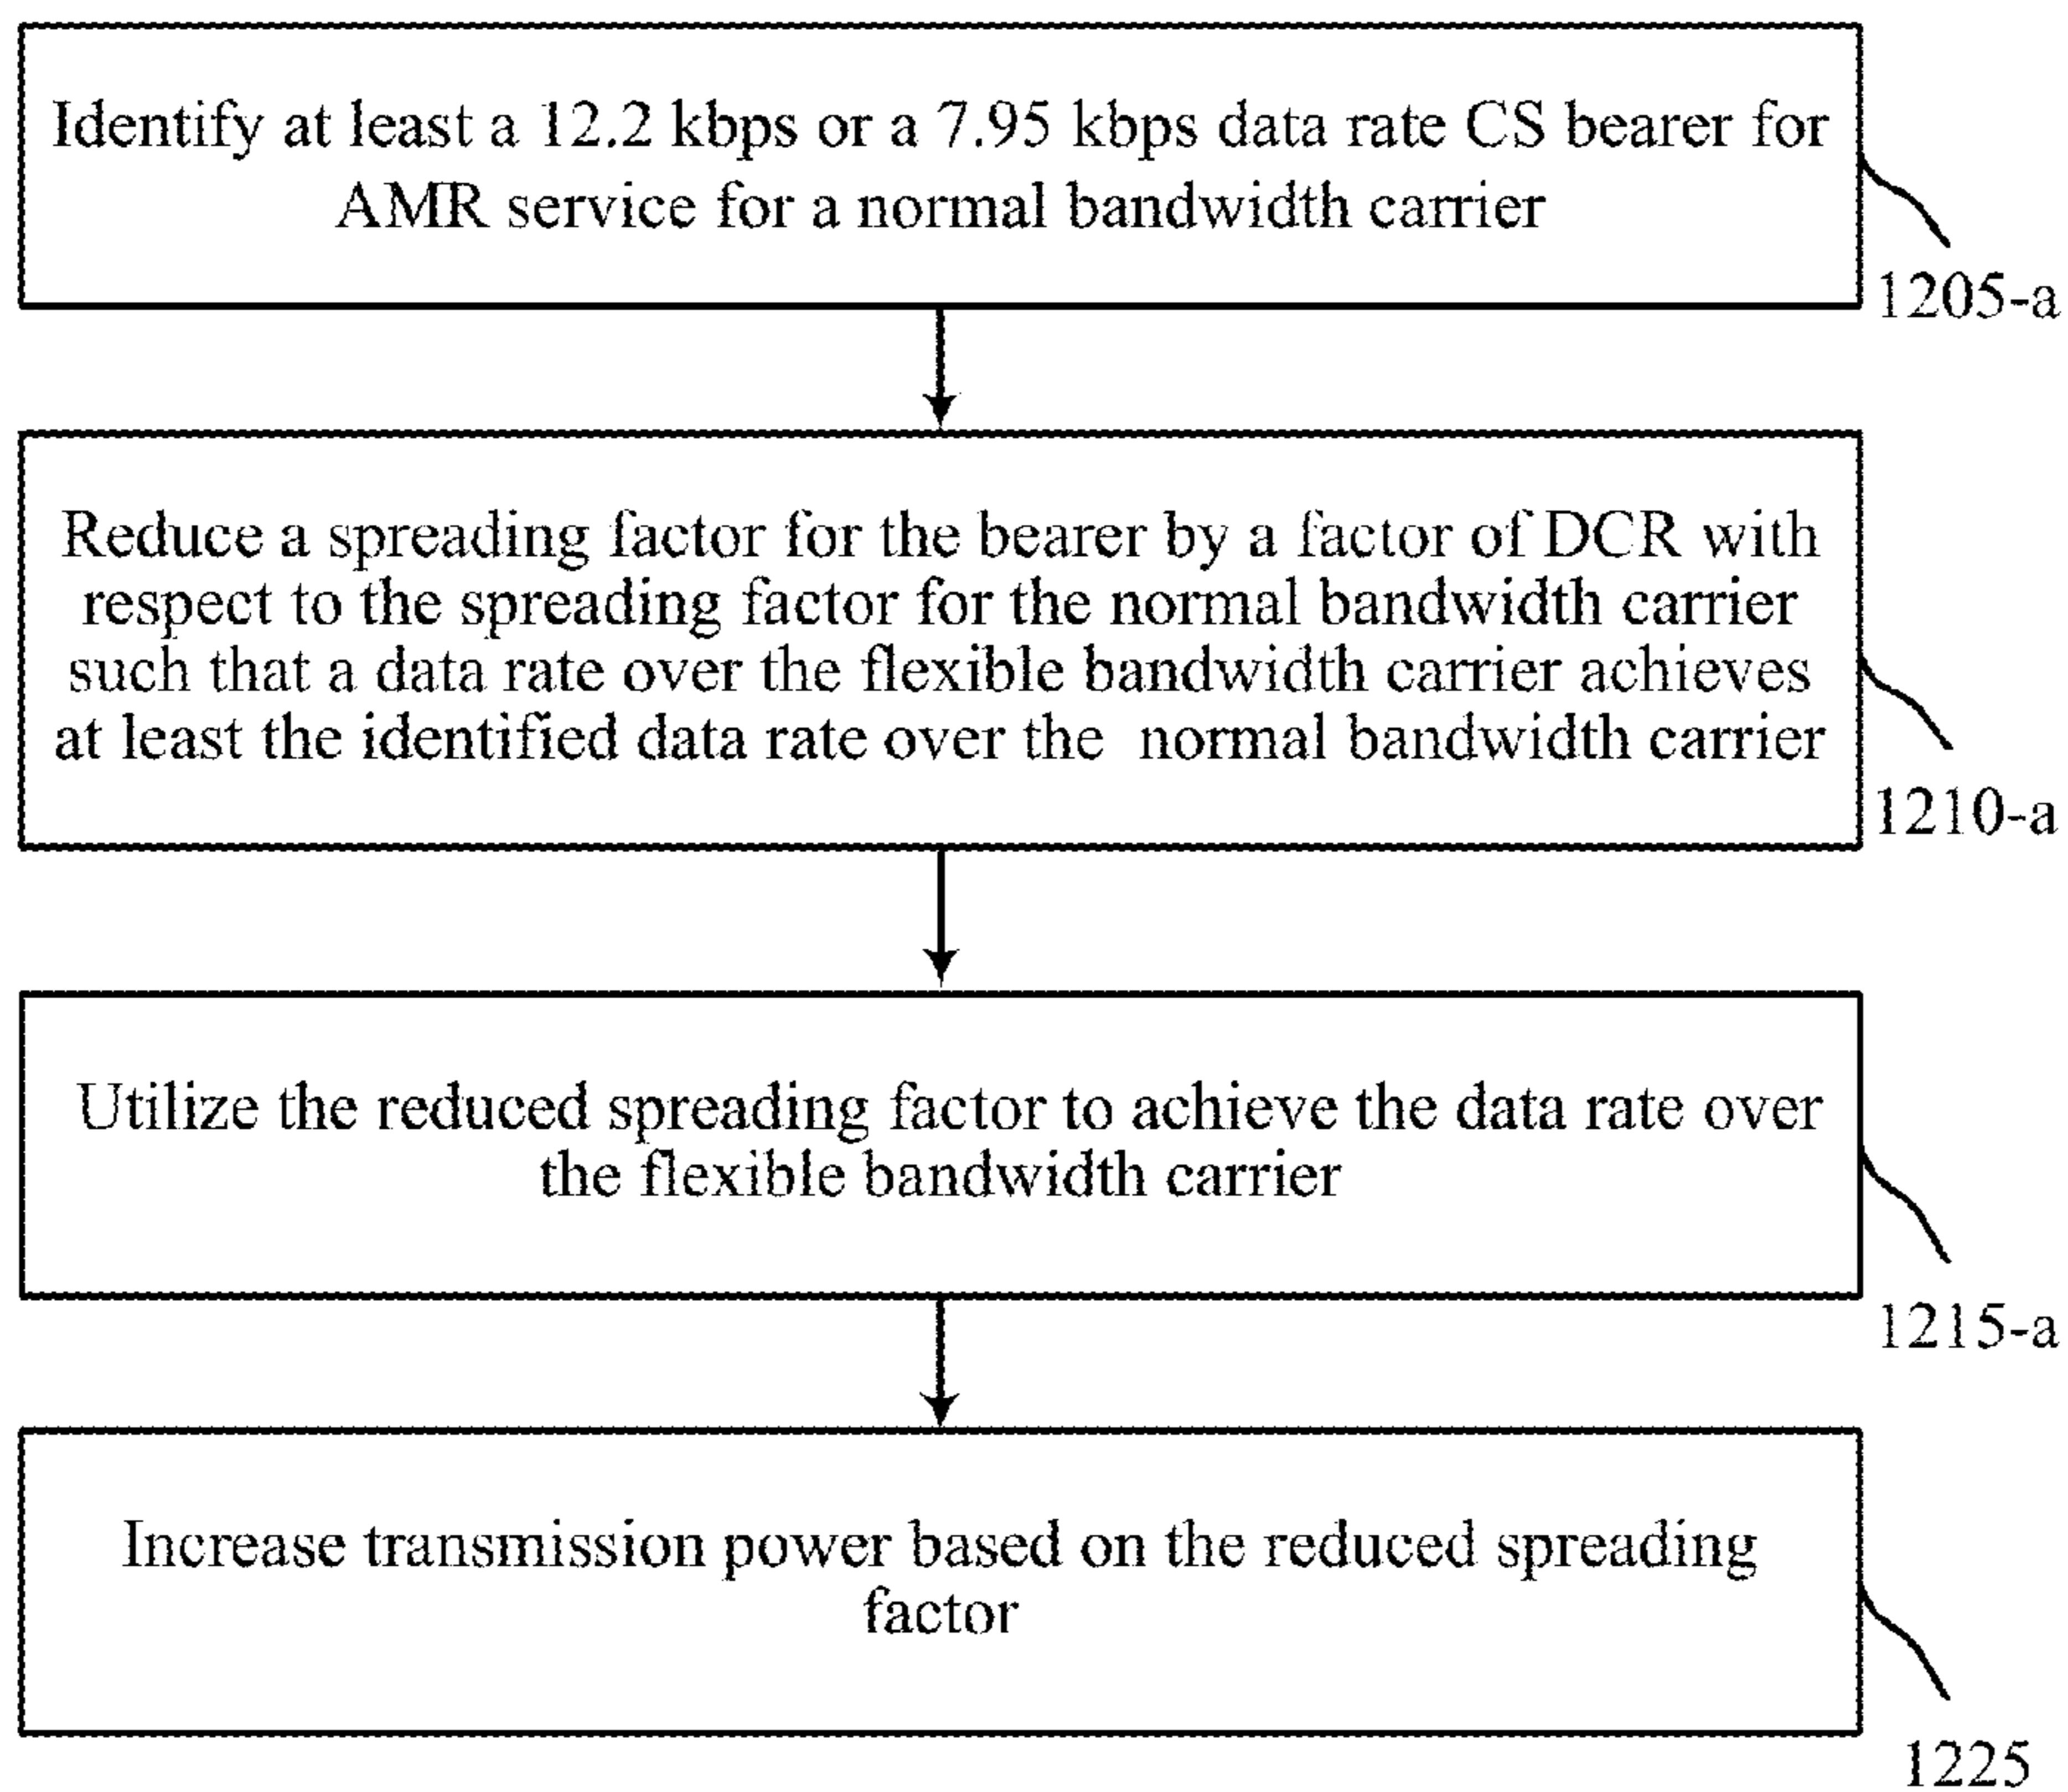 Identify at least a 12.2 kbps or a 7.95 kbps data rate CS bearer for
AMR service for a normal bandwidth carrier
1205-a
Reduce a spreading factor for the bearer by a factor of DCR with
respect to the spreading factor for the normal bandwidth carrier
such that a data rate over the flexible bandwidth carrier achieves
at least the identified data rate over the normal bandwidth carrier
1210-a
Utilize the reduced spreading factor to achieve the data rate over
the flexible bandwidth carrier
1215-a
Increase transmission power based on the reduced spreading
factor
1225